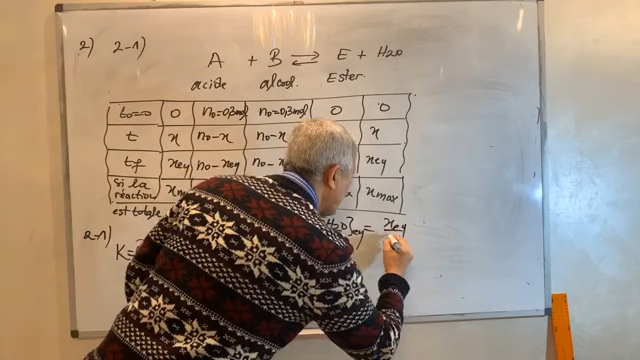 2) 2-1)
A + B ⇌ E + H2O
acide alcool Ester.
t0=0 0 n0=0,3mol n0=0,3mol 0 0
t x n0-x n0-x x
tf xeq n0-xeq n0-x xeq
Si la réaction est totale x xmax
2-1) H2O]eq = xeq
K=